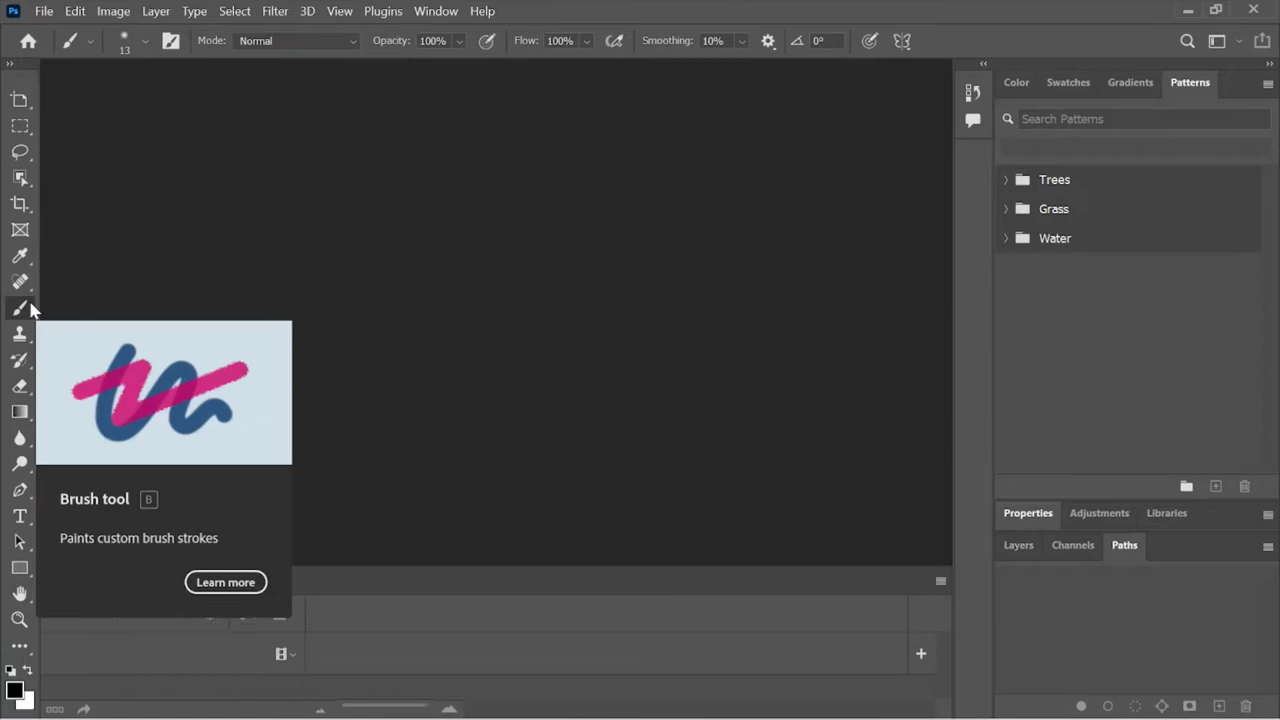 Ps File Edit Image Layer Type Select Filter 3D View Plugins Window Help
13 Mode: Normal Opacity: 100% Flow: 100% Smoothing: 10% 0°
Color Swatches Gradients Patterns
Search Patterns
Trees
Grass
Water
Brush tool B
Paints custom brush strokes
Learn more
Properties Adjustments Libraries
Layers Channels Paths